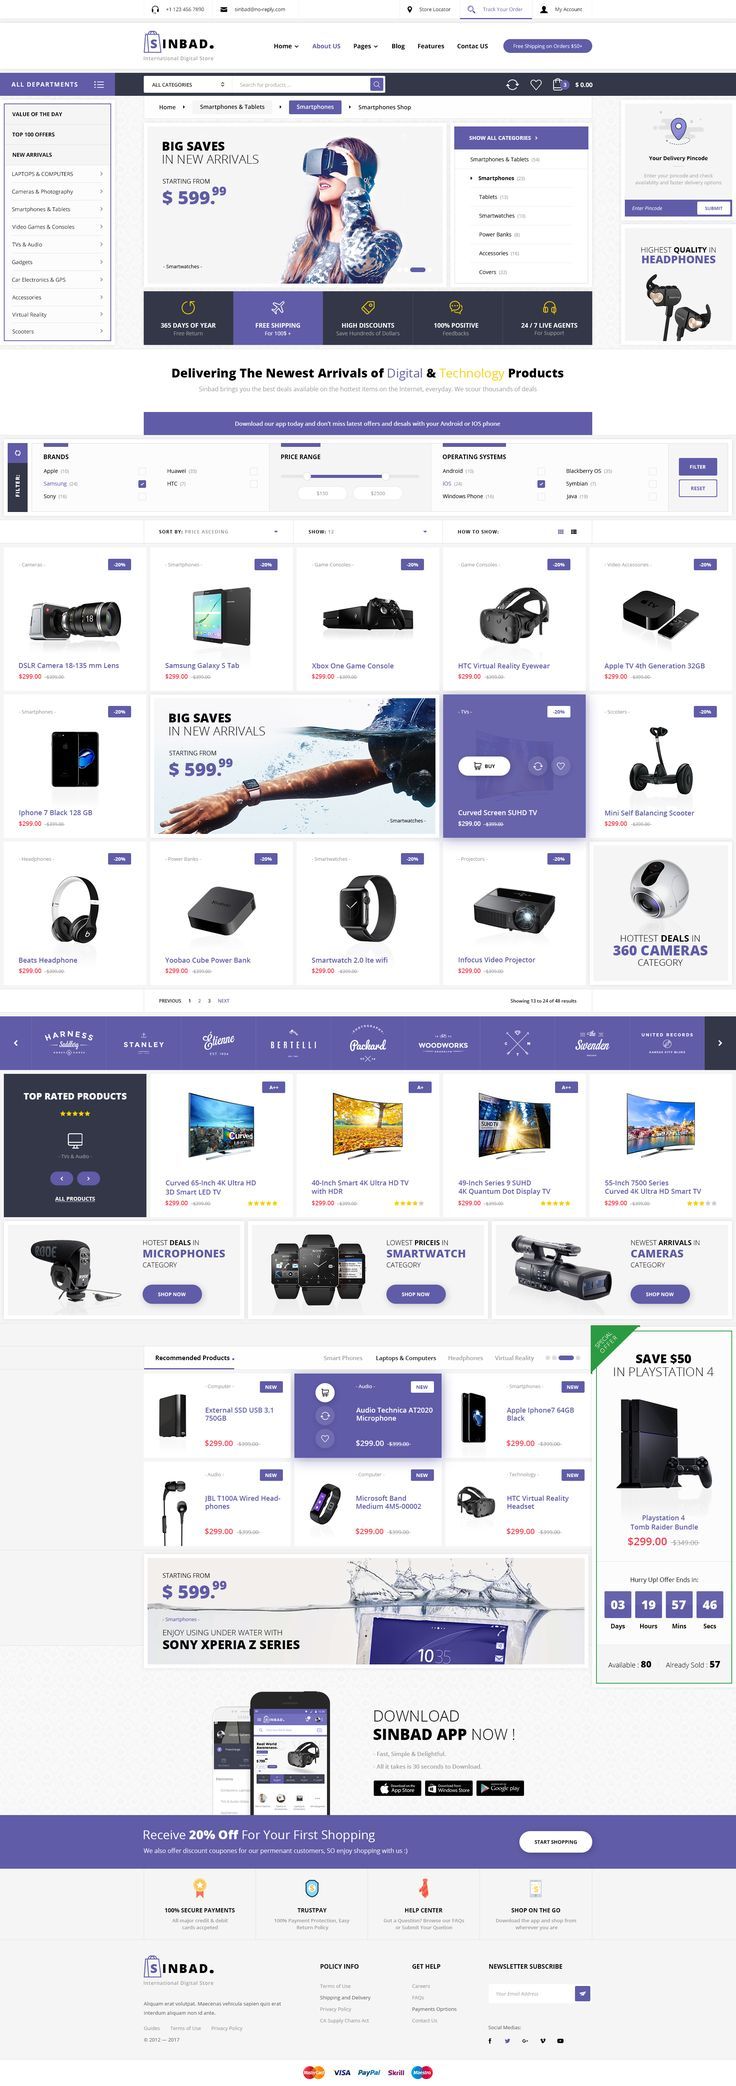 +1 123 456 7890
sinbad@no-reply.com
Store Locator
Track Your Order
My Account
SINBAD.
International Digital Store
Home
About US
Pages
Blog
Features
Contac US
Free Shipping on Orders $50+
ALL DEPARTMENTS
ALL CATEGORIES
Search for products ...
3
$ 0.00
VALUE OF THE DAY
TOP 100 OFFERS
NEW ARRIVALS
LAPTOPS & COMPUTERS
Cameras & Photography
Smartphones & Tablets
Video Games & Consoles
TVs & Audio
Gadgets
Car Electronics & GPS
Accessories
Virtual Reality
Scooters
Home
Smartphones & Tablets
Smartphones
Smartphones Shop
BIG SAVES
IN NEW ARRIVALS
STARTING FROM
$ 599.99
- Smartwatches -
SHOW ALL CATEGORIES
Smartphones & Tablets (54)
Smartphones (23)
Tablets (13)
Smartwatches (10)
Power Banks (8)
Accessories (16)
Covers (32)
Your Delivery Pincode
Enter your pincode and check
availability and faster delivery options
Enter Pincode
SUBMIT
HIGHEST QUALITY IN
HEADPHONES
365 DAYS OF YEAR
Free Return
FREE SHIPPING
For 100$ +
HIGH DISCOUNTS
Save Hundreds of Dollars
100% POSITIVE
Feedbacks
24 / 7 LIVE AGENTS
For Support
Delivering The Newest Arrivals of Digital & Technology Products
Sinbad brings you the best deals available on the hottest items on the Internet, everyday. We scour thousands of deals
Download our app today and don't miss latest offers and desals with your Android or IOS phone
FILTER:
BRANDS
Apple (10)
Huawei (35)
Samsung (24)
HTC (7)
Sony (16)
PRICE RANGE
$150
$2500
OPERATING SYSTEMS
Android (10)
Blackberry OS (35)
IOS (24)
Symbian (7)
Windows Phone (16)
Java (19)
FILTER
RESET
SORT BY: PRICE ASCEDING
SHOW: 12
HOW TO SHOW:
- Cameras -
-20%
DSLR Camera 18-135 mm Lens
$299.00 -$399.00-
- Smartphones -
-20%
Samsung Galaxy S Tab
$299.00 -$399.00-
- Game Consoles -
-20%
Xbox One Game Console
$299.00 -$399.00-
- Game Consoles -
-20%
HTC Virtual Reality Eyewear
$299.00 -$399.00-
- Video Accessories -
-20%
Apple TV 4th Generation 32GB
$299.00 -$399.00-
- Smartphones -
-20%
Iphone 7 Black 128 GB
$299.00 -$399.00-
BIG SAVES
IN NEW ARRIVALS
STARTING FROM
$ 599.99
- Smartwatches -
- TVs -
-20%
BUY
Curved Screen SUHD TV
$299.00 -$399.00-
- Scooters -
-20%
Mini Self Balancing Scooter
$299.00 -$399.00-
- Headphones -
-20%
Beats Headphone
$299.00 -$399.00-
- Power Banks -
-20%
Yoobao Cube Power Bank
$299.00 -$399.00-
- Smartwatches -
-20%
Smartwatch 2.0 lte wifi
$299.00 -$399.00-
- Projectors -
-20%
Infocus Video Projector
$299.00 -$399.00-
HOTTEST DEALS IN
360 CAMERAS
CATEGORY
PREVIOUS 1 2 3 NEXT
Showing 13 to 24 of 48 results
HARNESS
Saddlery
STANLEY
Étienne
EST. 1924
BERTELLI
PHOTOGRAPHY
Packard
WOODWORKS
C T M
the
Swenden
UNITED RECORDS
KANSAS CITY BLUES
TOP RATED PRODUCTS
- TVs & Audio -
ALL PRODUCTS
A++
Curved 65-Inch 4K Ultra HD
3D Smart LED TV
$299.00 -$399.00-
A+
40-Inch Smart 4K Ultra HD TV
with HDR
$299.00 -$399.00-
A++
49-Inch Series 9 SUHD
4K Quantum Dot Display TV
$299.00 -$399.00-
A+
55-Inch 7500 Series
Curved 4K Ultra HD Smart TV
$299.00 -$399.00-
HOTEST DEALS IN
MICROPHONES
CATEGORY
SHOP NOW
LOWEST PRICEIS IN
SMARTWATCH
CATEGORY
SHOP NOW
NEWEST ARRIVALS IN
CAMERAS
CATEGORY
SHOP NOW
Recommended Products
Smart Phones
Laptops & Computers
Headphones
Virtual Reality
- Computer -
NEW
External SSD USB 3,1
750GB
$299.00 -$399.00-
- Audio -
NEW
Audio Technica AT2020
Microphone
$299.00 -$399.00-
- Smartphones -
NEW
Apple Iphone7 64GB
Black
$299.00 -$399.00-
- Audio -
NEW
JBL T100A Wired Head-
phones
$299.00 -$399.00-
- Computer -
NEW
Microsoft Band
Medium 4M5-00002
$299.00 -$399.00-
- Technology -
NEW
HTC Virtual Reality
Headset
$299.00 -$399.00-
SPECIAL
OFFER
SAVE $50
IN PLAYSTATION 4
Playstation 4
Tomb Raider Bundle
$299.00 -$349.00-
Hurry Up! Offer Ends in:
03 19 57 46
Days Hours Mins Secs
Available : 80
Already Sold : 57
STARTING FROM
$ 599.99
- Smartphones -
ENJOY USING UNDER WATER WITH
SONY XPERIA Z SERIES
10:35
DOWNLOAD
SINBAD APP NOW !
- Fast, Simple & Delightful.
- All it takes is 30 seconds to Download.
App Store
Windows Store
Google play
Receive 20% Off For Your First Shopping
We also offer discount coupons for our permenant customers, SO enjoy shopping with us :)
START SHOPPING
100% SECURE PAYMENTS
All major credit & debit
cards accpeted
TRUSTPAY
100% Payment Protection, Easy
Return Policy
HELP CENTER
Got a Question? Browse our FAQs
or Submit Your Quetion
SHOP ON THE GO
Download the app and shop from
wherever you are
SINBAD.
International Digital Store
Aliquam erat volutpat. Maecenas vehicula sapien quis erat
interdum aliquam non id ante.
Guides
Terms of Use
Privacy Policy
© 2012 — 2017
POLICY INFO
Terms of Use
Shipping and Delivery
Privacy Policy
CA Supply Chains Act
GET HELP
Careers
FAQs
Payments Oprtions
Contact Us
NEWSLETTER SUBSCRIBE
Your Email Address
Social Medias:
MasterCard
VISA
PayPal
Skrill
Maestro